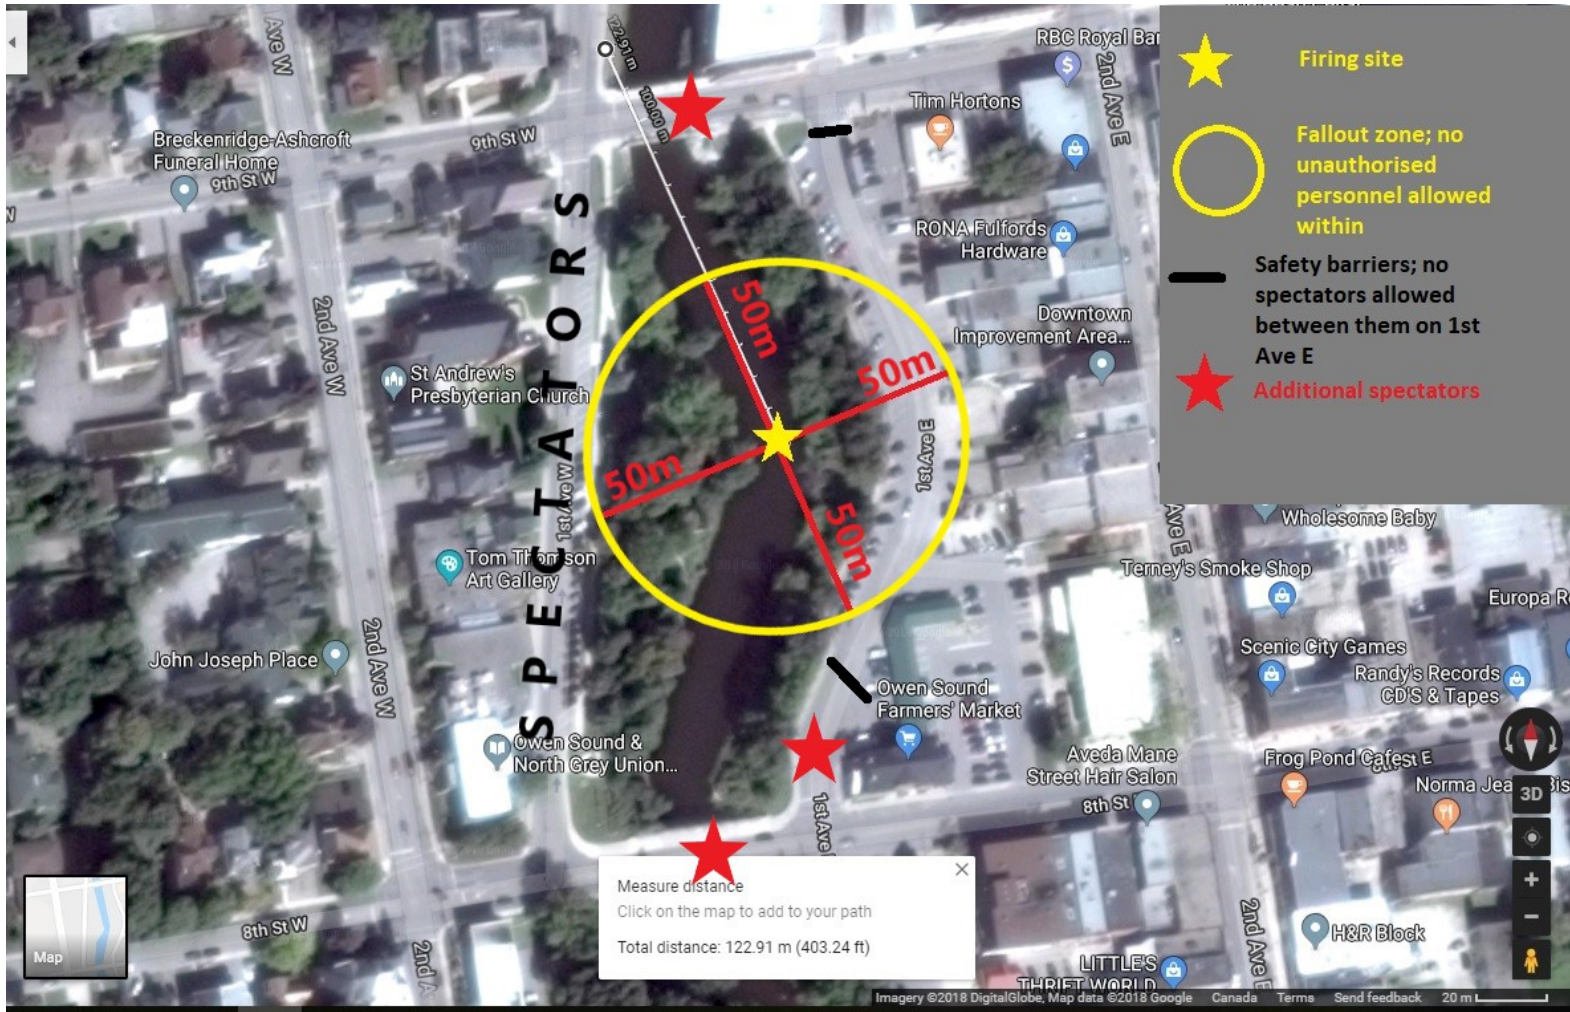 Ave W
122.91 m
100.00 m
RBC Royal Ban
2nd Ave E
Tim Hortons
Breckenridge-Ashcroft
Funeral Home
9th St W
9th St W
RONA Fulfords
Hardware
Downtown
Improvement Area...
2nd Ave W
St Andrew's
Presbyterian Church
SPECTATORS
50m
50m
50m
50m
1st Ave E
1st Ave W
Tom Thomson
Art Gallery
John Joseph Place
2nd Ave W
Owen Sound &
North Grey Union...
Owen Sound
Farmers' Market
1st Ave
8th St W
2nd A
Firing site
Fallout zone; no
unauthorised
personnel allowed
within
Safety barriers; no
spectators allowed
between them on 1st
Ave E
Additional spectators
Ave E
Wholesome Baby
Terney's Smoke Shop
Europa R
Scenic City Games
Randy's Records
CD'S & Tapes
Aveda Mane
Street Hair Salon
8th St
Frog Pond Cafe
St E
Norma Jea
Bis
3D
2nd Ave E
H&R Block
LITTLE'S
THRIFT WORLD
Measure distance
Click on the map to add to your path
Total distance: 122.91 m (403.24 ft)
Map
Imagery ©2018 DigitalGlobe, Map data ©2018 Google Canada Terms Send feedback 20 m